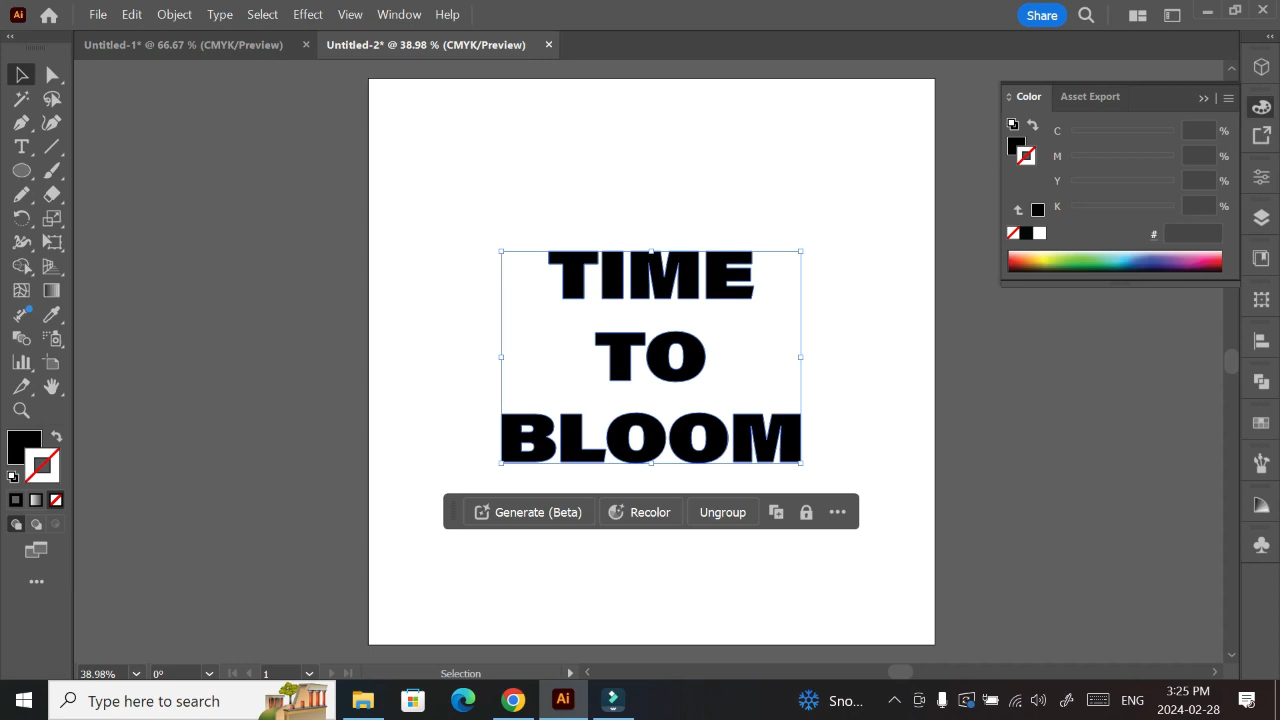 Ai File Edit Object Type Select Effect View Window Help Share
Untitled-1* @ 66.67 % (CMYK/Preview) × Untitled-2* @ 38.98 % (CMYK/Preview) ×
Color Asset Export
C %
M %
Y %
K %
#
TIME
TO
BLOOM
Generate (Beta) Recolor Ungroup
38.98% 0° 1 Selection
Type here to search Ai Sno... ENG 3:25 PM
2024-02-28